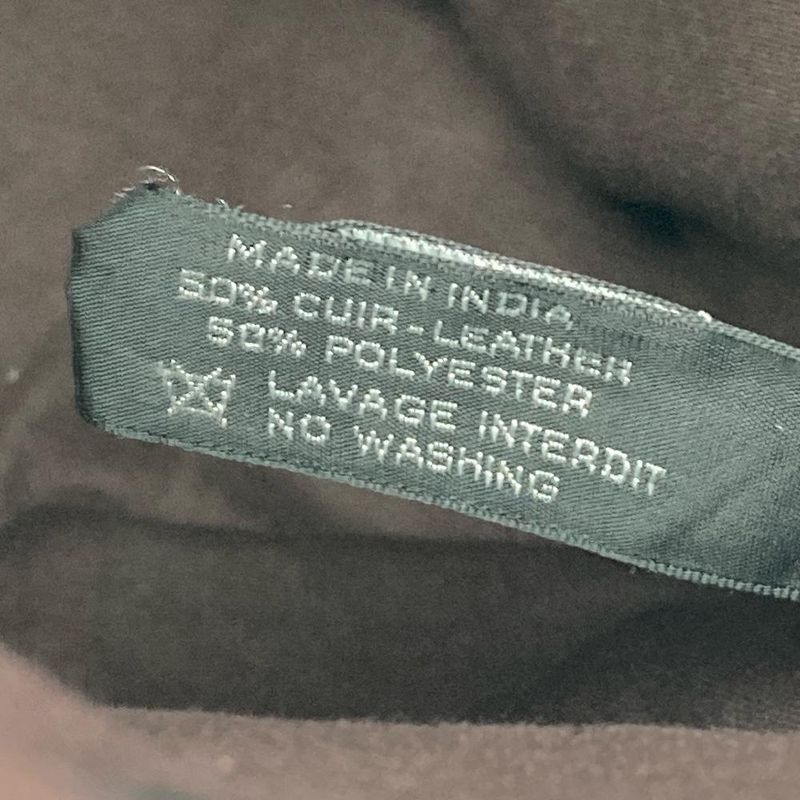 MADE IN INDIA
50% CUIR - LEATHER
50% POLYESTER
LAVAGE INTERDIT
NO WASHING